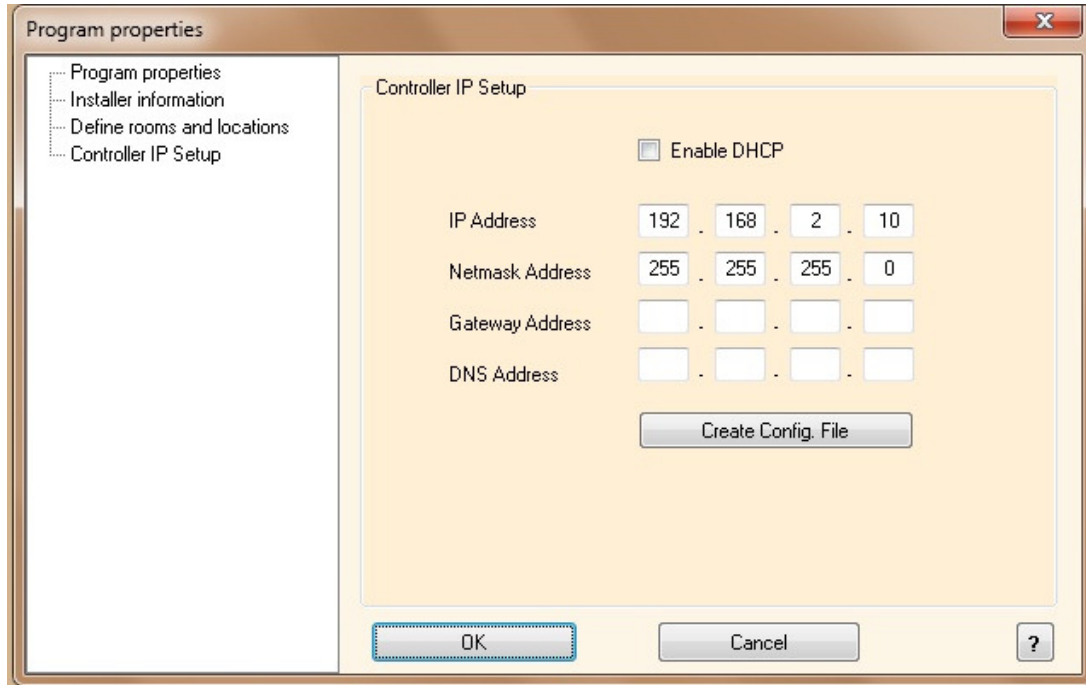 Program properties
Program properties
Installer information
Define rooms and locations
Controller IP Setup
Controller IP Setup
Enable DHCP
IP Address 192 . 168 . 2 . 10
Netmask Address 255 . 255 . 255 . 0
Gateway Address . . .
DNS Address . . .
Create Config. File
OK Cancel ?